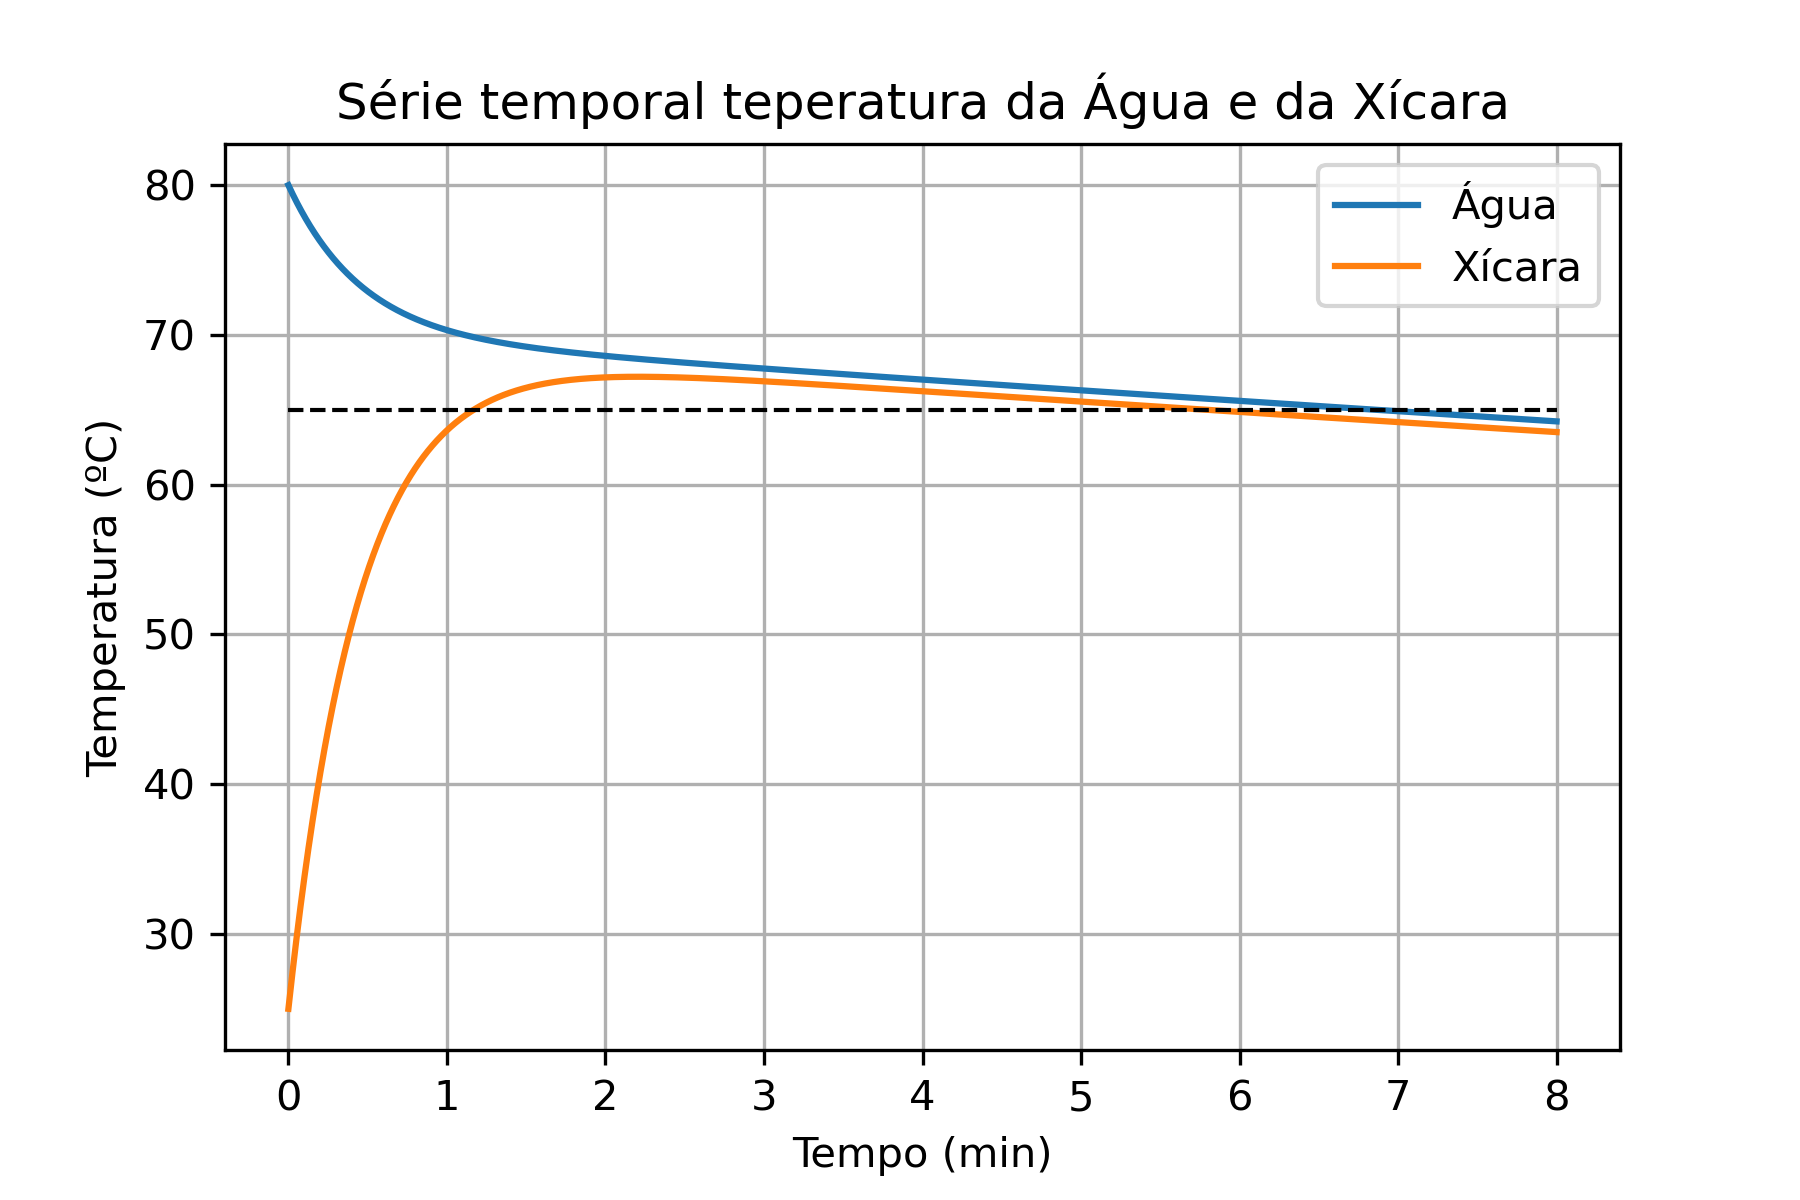 Série temporal teperatura da Água e da Xícara
Água
Xícara
Temperatura (ºC)
80
70
60
50
40
30
0 1 2 3 4 5 6 7 8
Tempo (min)